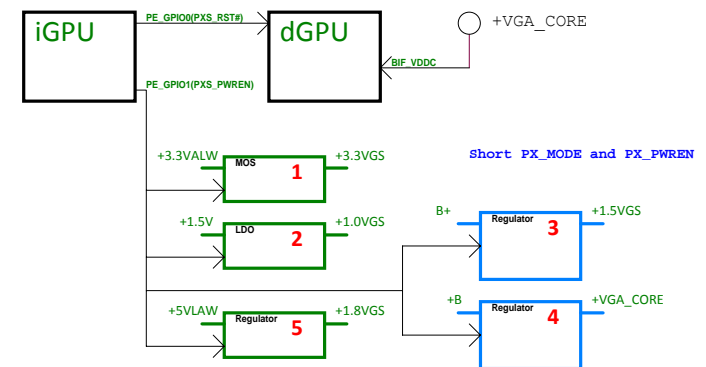 iGPU
PE_GPIO0(PXS_RST#)
dGPU
+VGA_CORE
BIF_VDDC
PE_GPIO1(PXS_PWREN)
+3.3VALW
MOS
1
+3.3VGS
Short PX_MODE and PX_PWREN
+1.5V
LDO
2
+1.0VGS
B+
Regulator
3
+1.5VGS
+5VLAW
Regulator
5
+1.8VGS
+B
Regulator
4
+VGA_CORE